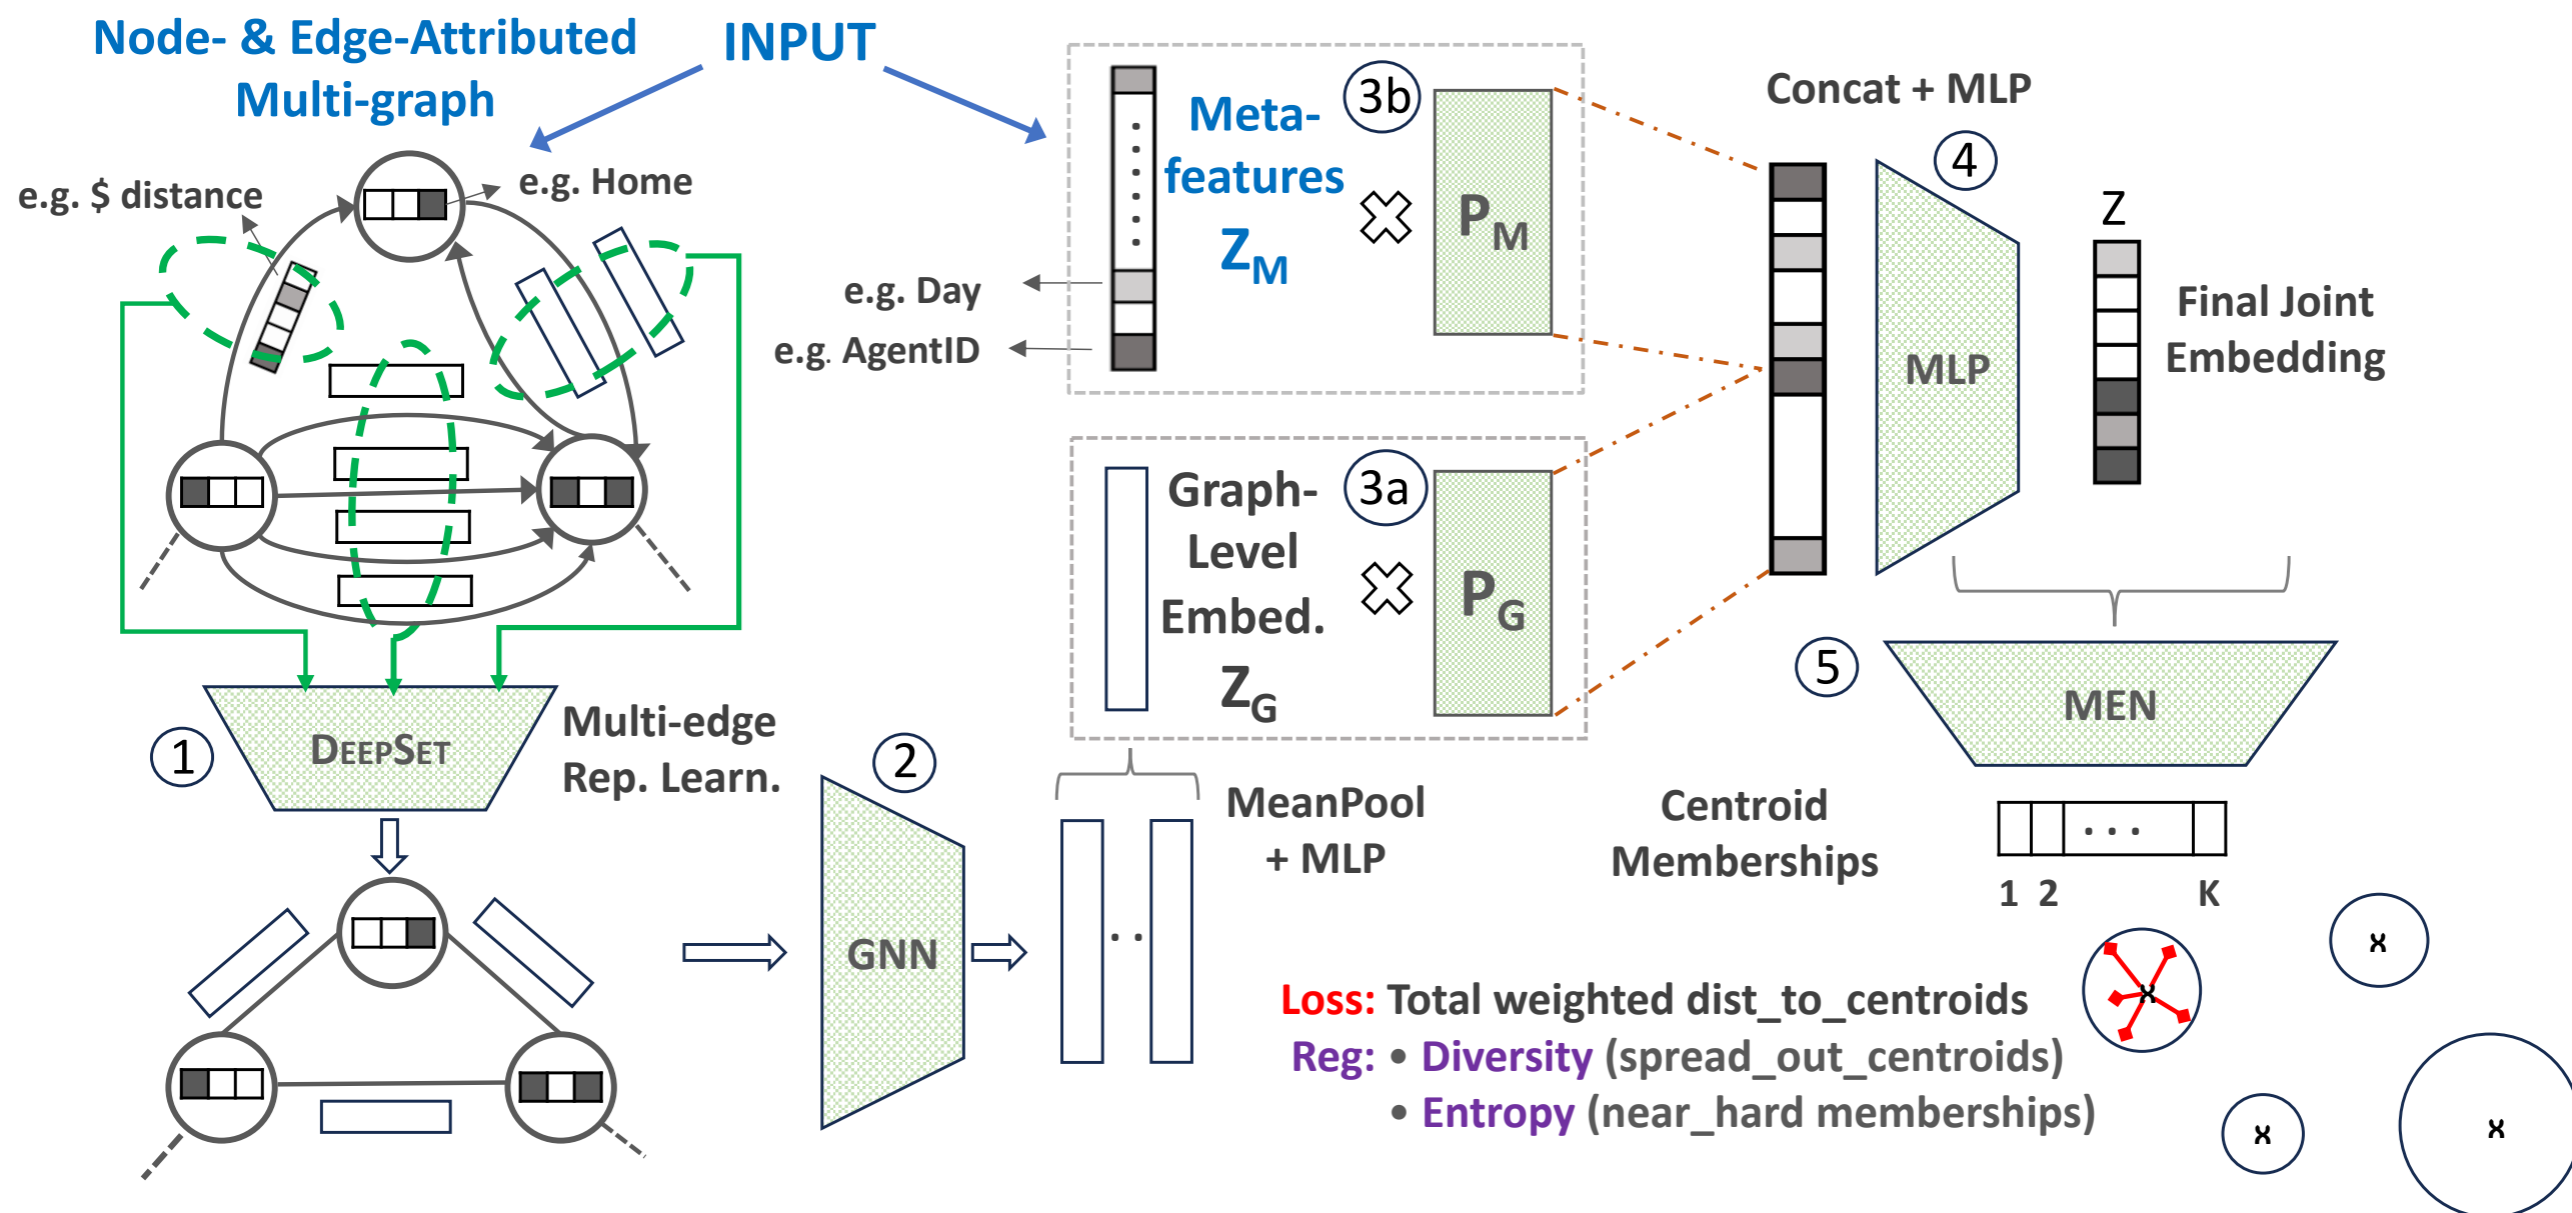 Node- & Edge-Attributed
Multi-graph
INPUT
e.g. $ distance
e.g. Home
Meta-
features
Z_M
3b
P_M
e.g. Day
e.g. AgentID
Concat + MLP
4
MLP
Z
Final Joint
Embedding
Graph-
Level
Embed.
Z_G
3a
P_G
1
DEEPSET
Multi-edge
Rep. Learn.
2
GNN
MeanPool
+ MLP
. .
5
MEN
Centroid
Memberships
. . .
1 2 K
x
x
x
x
Loss: Total weighted dist_to_centroids
Reg: • Diversity (spread_out_centroids)
• Entropy (near_hard memberships)